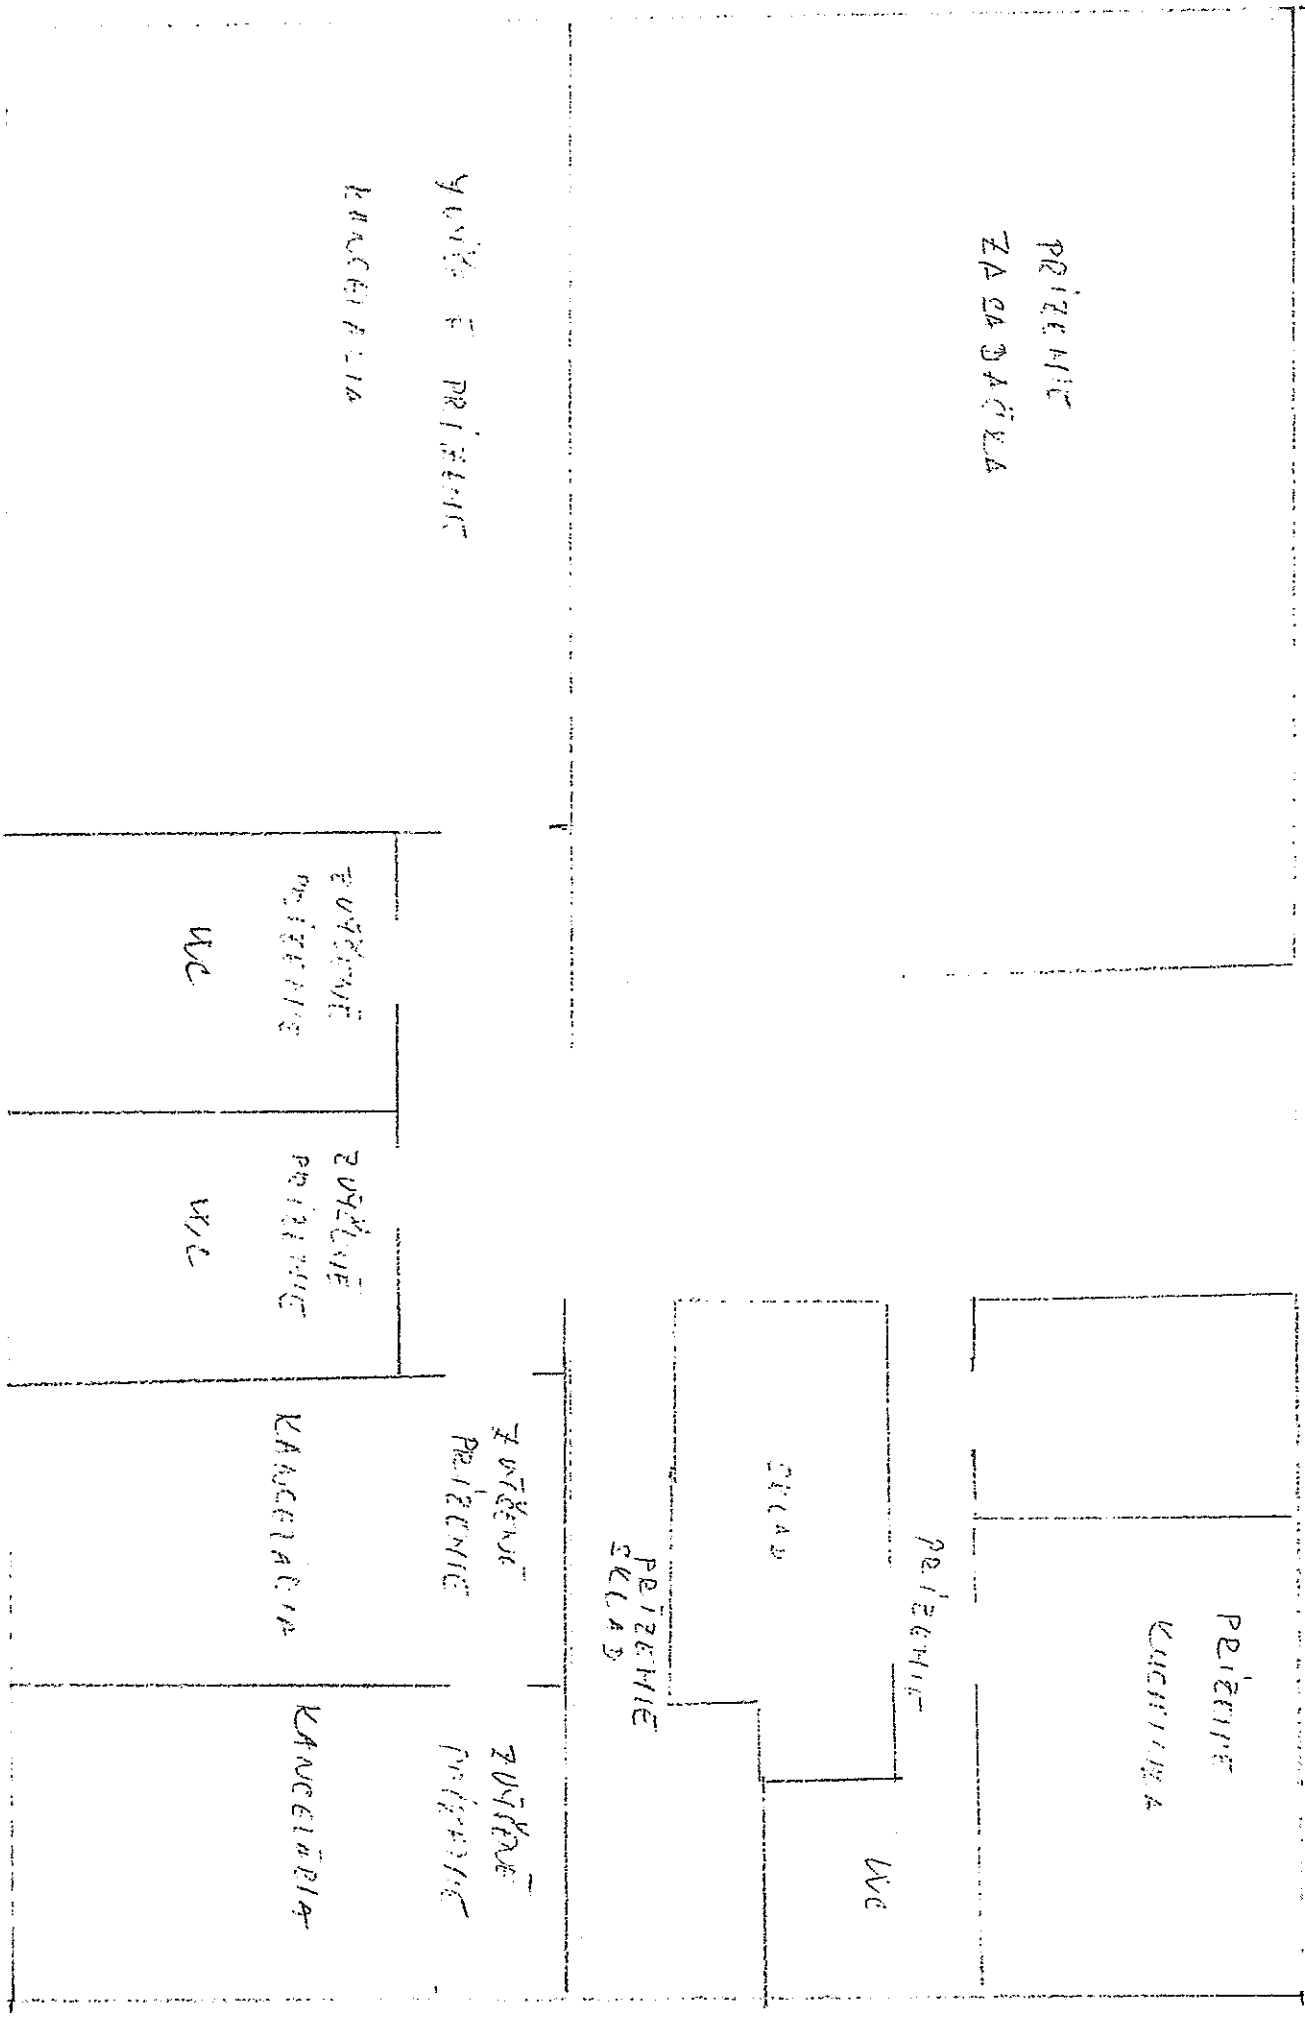 PRÍZEMIE
KUCHYNKA
PRÍZEMIE
ZASADAČKA
PRÍZEMIE
WC
SKLAD
PRÍZEMIE
SKLAD
ZVÝŠENÉ
PRÍZEMIE
KANCELÁRIA
ZVÝŠENÉ
PRÍZEMIE
KANCELÁRIA
ZVÝŠENÉ
PRÍZEMIE
WC
ZVÝŠENÉ
PRÍZEMIE
WC
ZVÝŠENÉ PRÍZEMIE
KANCELÁRIA